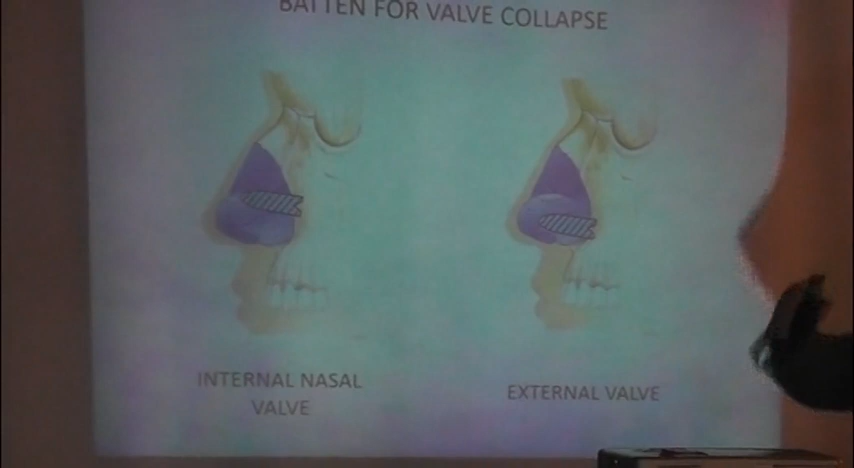 BATTEN FOR VALVE COLLAPSE
INTERNAL NASAL
VALVE
EXTERNAL VALVE